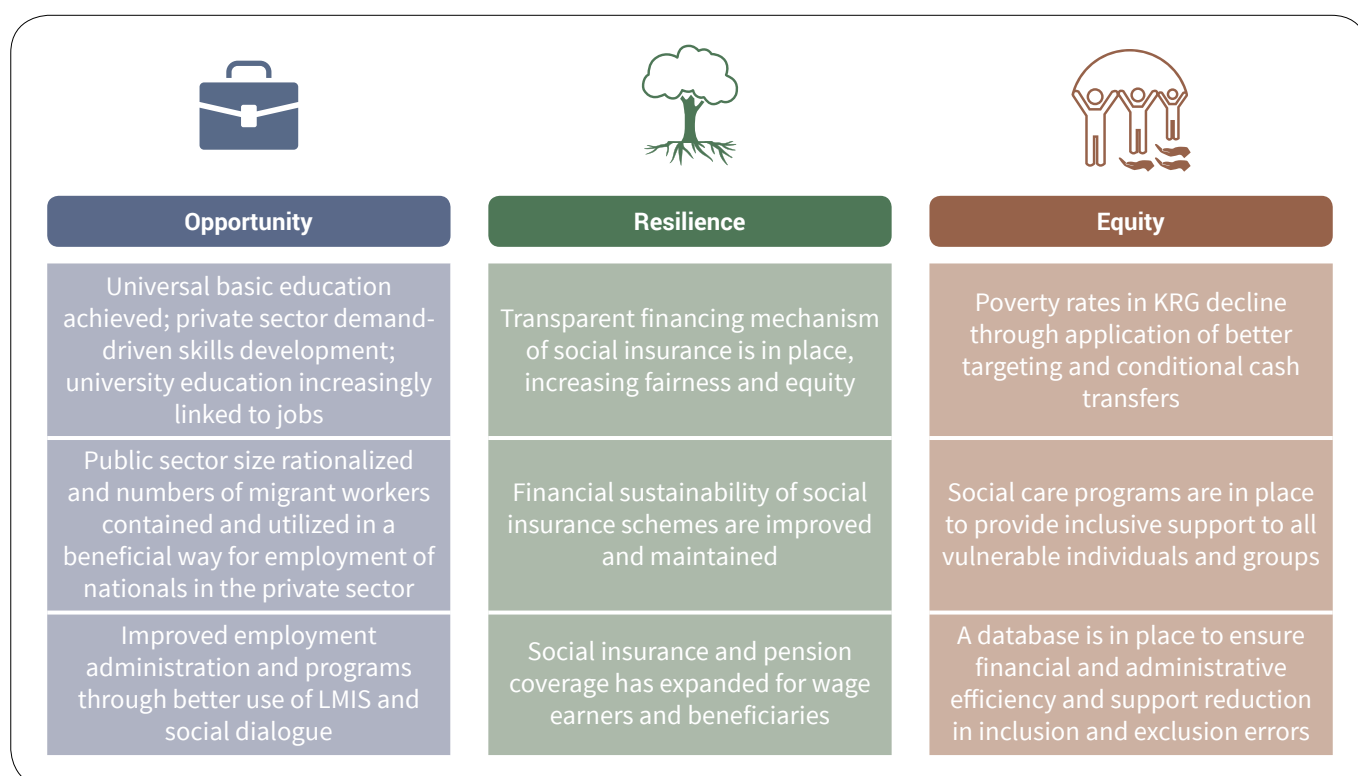 Opportunity
Universal basic education
achieved; private sector demand-
driven skills development;
university education increasingly
linked to jobs
Public sector size rationalized
and numbers of migrant workers
contained and utilized in a
beneficial way for employment of
nationals in the private sector
Improved employment
administration and programs
through better use of LMIS and
social dialogue
Resilience
Transparent financing mechanism
of social insurance is in place,
increasing fairness and equity
Financial sustainability of social
insurance schemes are improved
and maintained
Social insurance and pension
coverage has expanded for wage
earners and beneficiaries
Equity
Poverty rates in KRG decline
through application of better
targeting and conditional cash
transfers
Social care programs are in place
to provide inclusive support to all
vulnerable individuals and groups
A database is in place to ensure
financial and administrative
efficiency and support reduction
in inclusion and exclusion errors